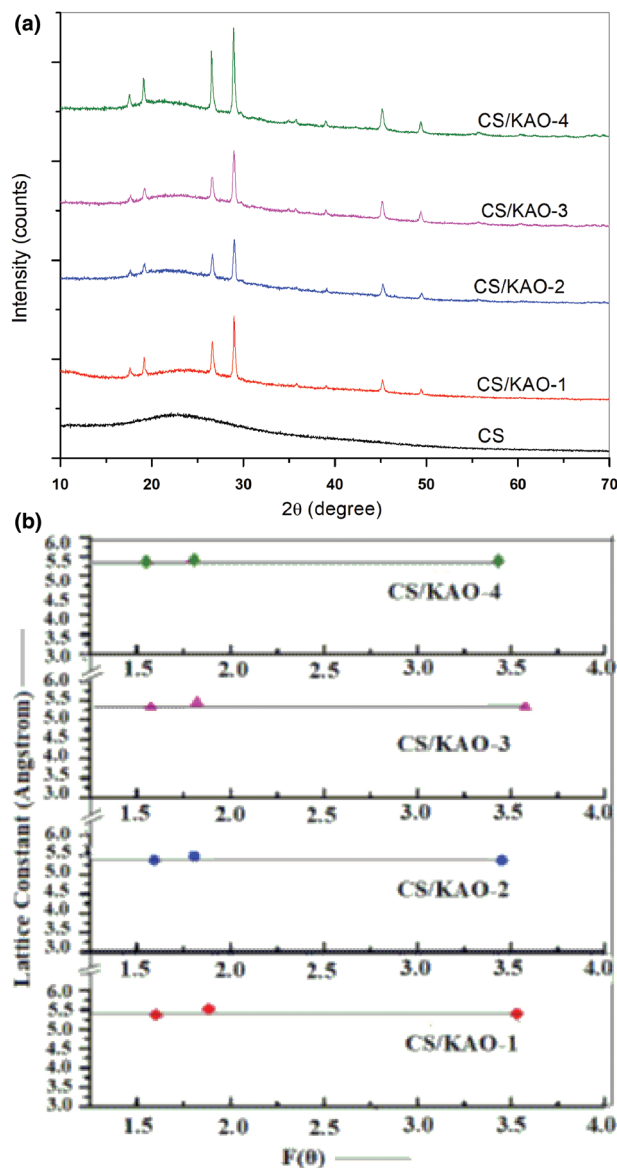 (a)
Intensity (counts)
CS/KAO-4
CS/KAO-3
CS/KAO-2
CS/KAO-1
CS
10 20 30 40 50 60 70
2θ (degree)
(b)
Lattice Constant (Angstrom)
6.0
5.5
5.0
4.5
4.0
3.5
3.0
CS/KAO-4
1.5 2.0 2.5 3.0 3.5 4.0
6.0
5.5
5.0
4.5
4.0
3.5
3.0
CS/KAO-3
1.5 2.0 2.5 3.0 3.5 4.0
6.0
5.5
5.0
4.5
4.0
3.5
3.0
CS/KAO-2
1.5 2.0 2.5 3.0 3.5 4.0
6.0
5.5
5.0
4.5
4.0
3.5
3.0
CS/KAO-1
1.5 2.0 2.5 3.0 3.5 4.0
F(θ)